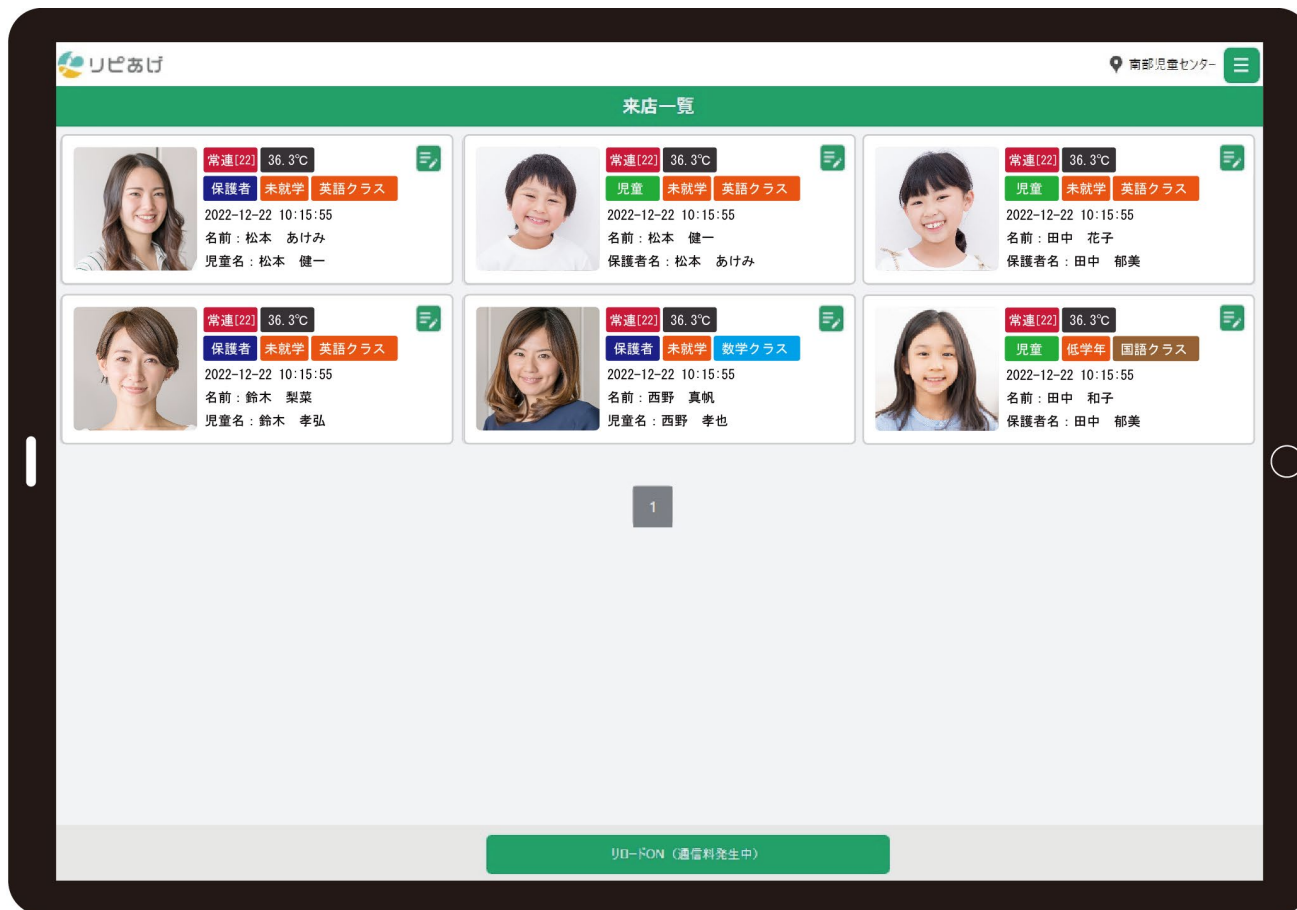 リピあげ
南部児童センター
来店一覧
常連[22] 36.3℃
保護者 未就学 英語クラス
2022-12-22 10:15:55
名前:松本 あけみ
児童名:松本 健一
常連[22] 36.3℃
児童 未就学 英語クラス
2022-12-22 10:15:55
名前:松本 健一
保護者名:松本 あけみ
常連[22] 36.3℃
児童 未就学 英語クラス
2022-12-22 10:15:55
名前:田中 花子
保護者名:田中 郁美
常連[22] 36.3℃
保護者 未就学 英語クラス
2022-12-22 10:15:55
名前:鈴木 梨菜
児童名:鈴木 孝弘
常連[22] 36.3℃
保護者 未就学 数学クラス
2022-12-22 10:15:55
名前:西野 真帆
児童名:西野 孝也
常連[22] 36.3℃
児童 低学年 国語クラス
2022-12-22 10:15:55
名前:田中 和子
保護者名:田中 郁美
1
リロードON(通信料発生中)